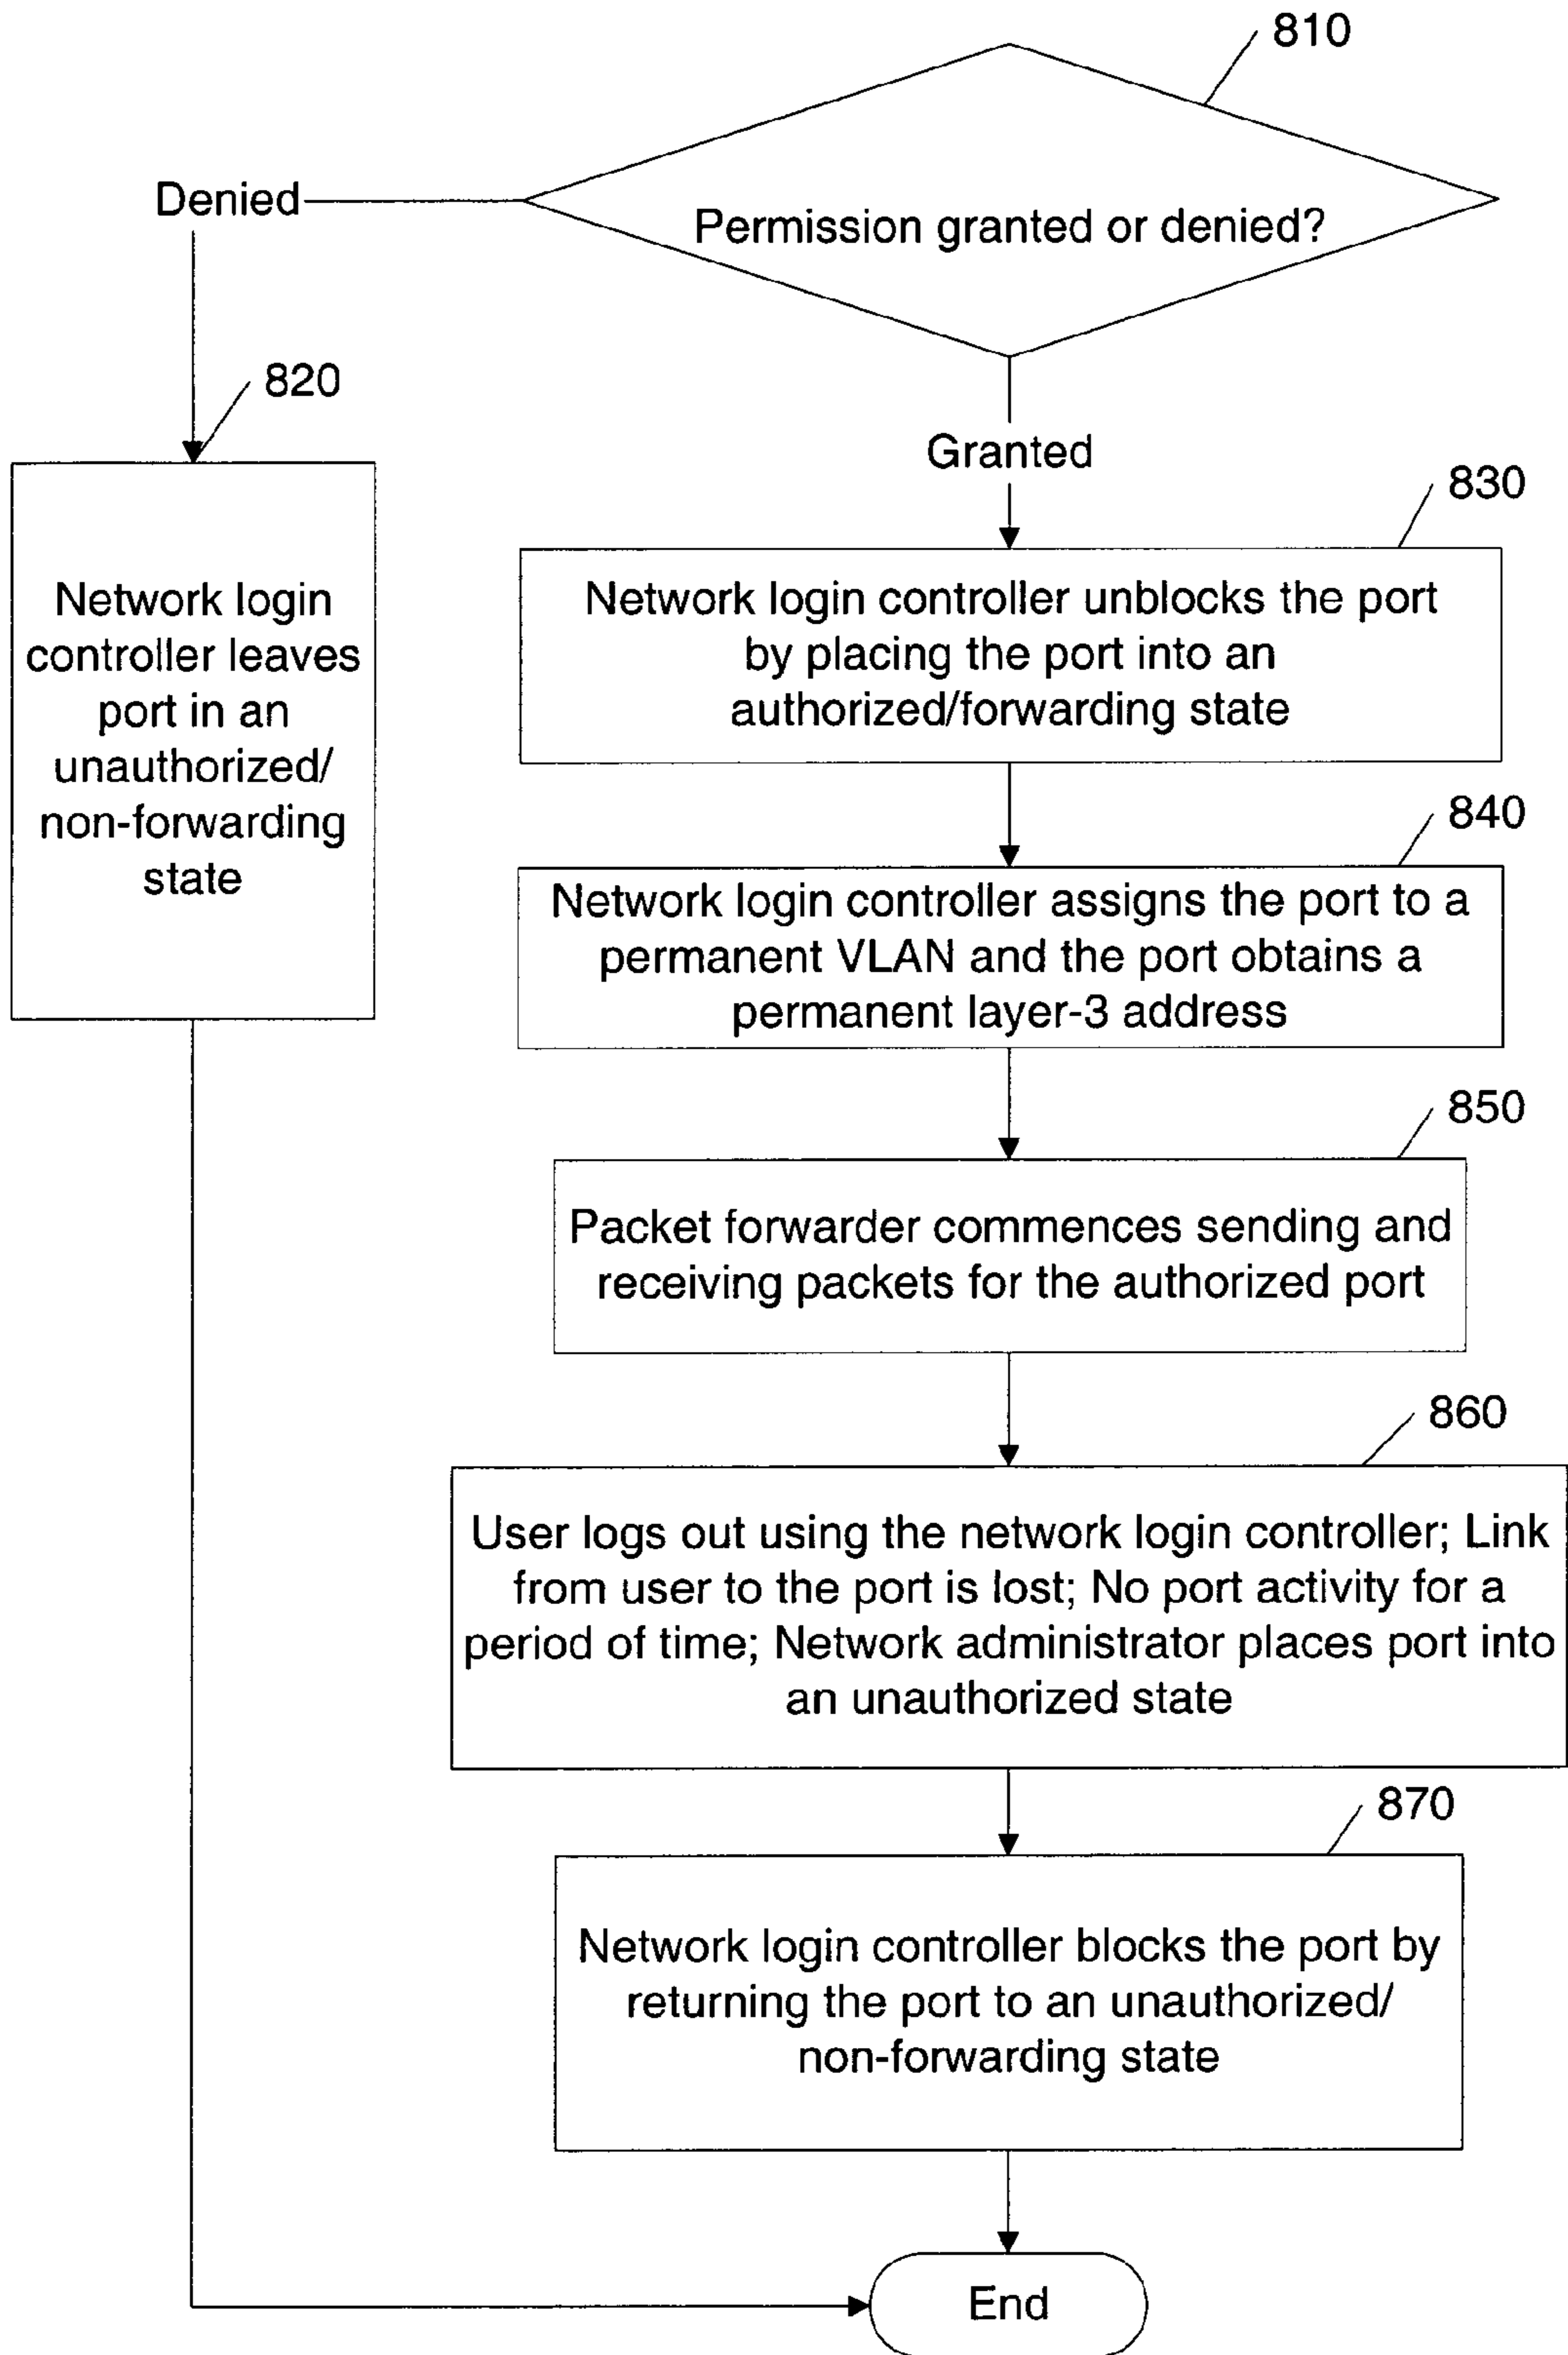 810
Denied
Permission granted or denied?
820
Granted
830
Network login
controller leaves
port in an
unauthorized/
non-forwarding
state
Network login controller unblocks the port
by placing the port into an
authorized/forwarding state
840
Network login controller assigns the port to a
permanent VLAN and the port obtains a
permanent layer-3 address
850
Packet forwarder commences sending and
receiving packets for the authorized port
860
User logs out using the network login controller; Link
from user to the port is lost; No port activity for a
period of time; Network administrator places port into
an unauthorized state
870
Network login controller blocks the port by
returning the port to an unauthorized/
non-forwarding state
End